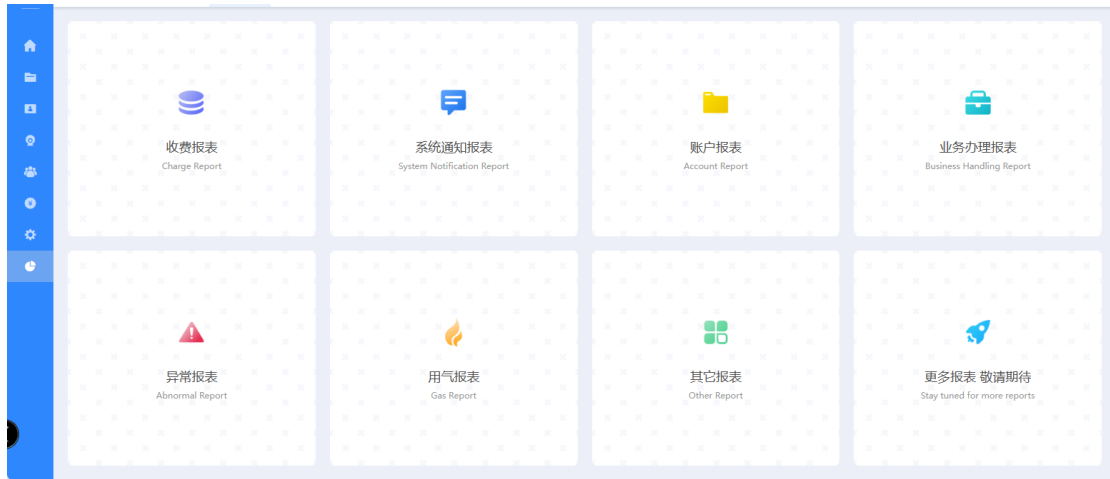 收费报表
Charge Report
系统通知报表
System Notification Report
账户报表
Account Report
业务办理报表
Business Handling Report
异常报表
Abnormal Report
用气报表
Gas Report
其它报表
Other Report
更多报表 敬请期待
Stay tuned for more reports